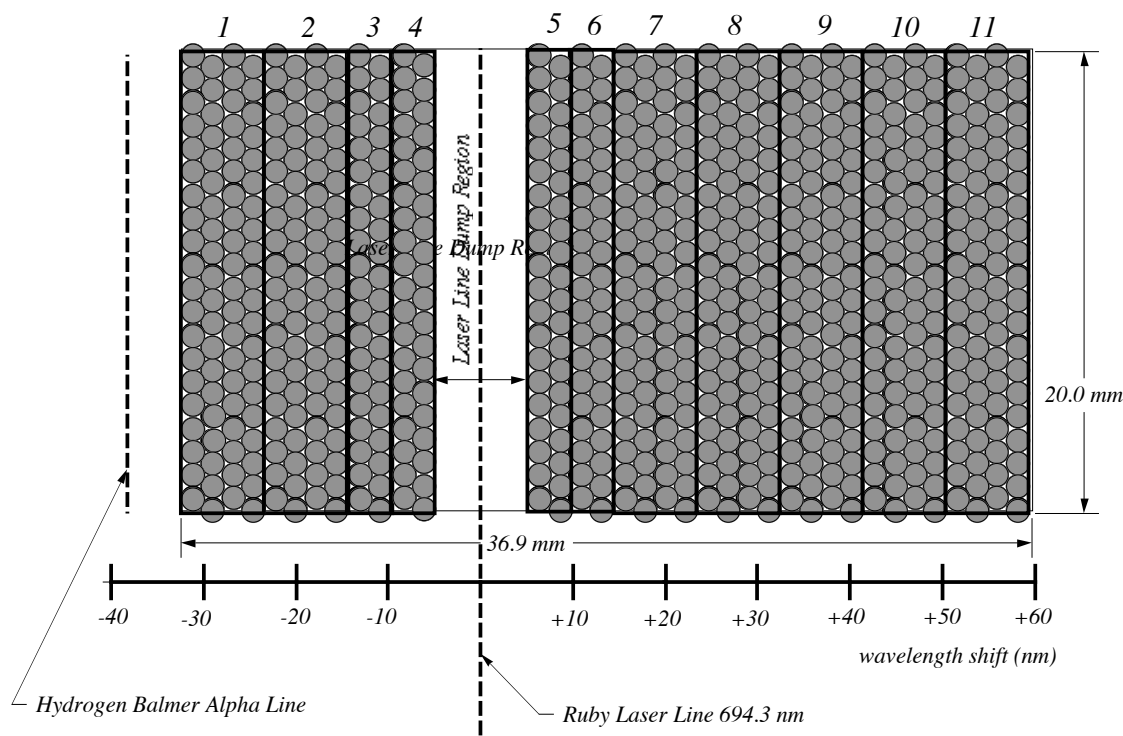 1 2 3 4 5 6 7 8 9 10 11
Laser Line Dump Region
20.0 mm
36.9 mm
-40 -30 -20 -10 +10 +20 +30 +40 +50 +60
wavelength shift (nm)
Hydrogen Balmer Alpha Line
Ruby Laser Line 694.3 nm